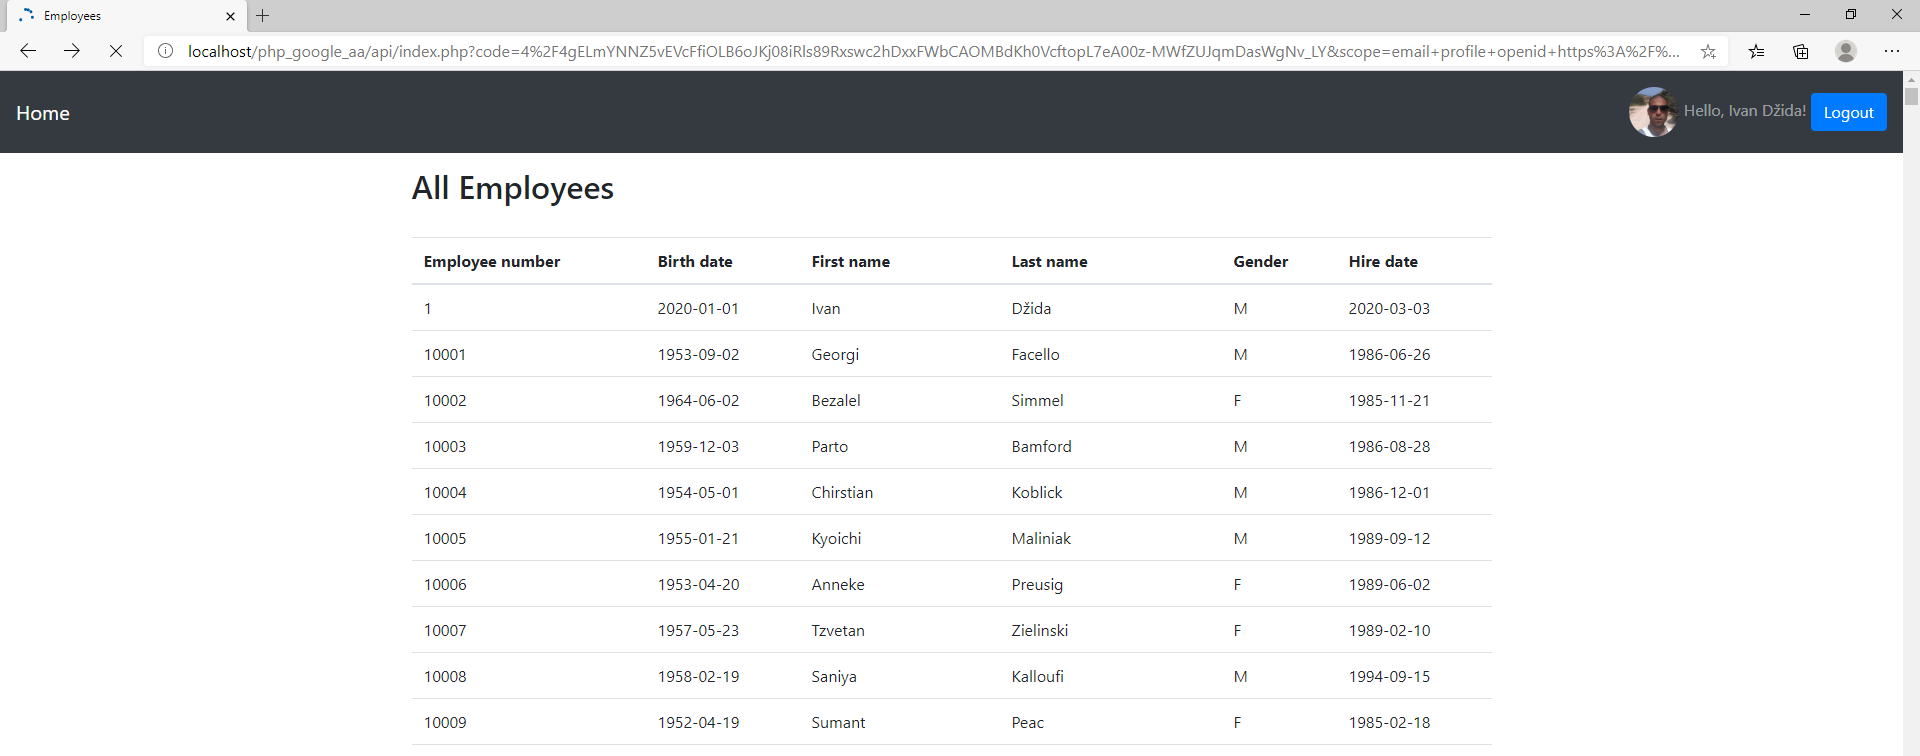 Employees
localhost/php_google_aa/api/index.php?code=4%2F4gELmYNNZ5vEVcFfiOLB6oJKj08iRls89Rxswc2hDxxFWbCAOMBdKh0VcftopL7eA00z-MWfZUJqmDasWgNv_LY&scope=email+profile+openid+https%3A%2F%...
Home Hello, Ivan Džida! Logout
All Employees
Employee number Birth date First name Last name Gender Hire date
1 2020-01-01 Ivan Džida M 2020-03-03
10001 1953-09-02 Georgi Facello M 1986-06-26
10002 1964-06-02 Bezalel Simmel F 1985-11-21
10003 1959-12-03 Parto Bamford M 1986-08-28
10004 1954-05-01 Chirstian Koblick M 1986-12-01
10005 1955-01-21 Kyoichi Maliniak M 1989-09-12
10006 1953-04-20 Anneke Preusig F 1989-06-02
10007 1957-05-23 Tzvetan Zielinski F 1989-02-10
10008 1958-02-19 Saniya Kalloufi M 1994-09-15
10009 1952-04-19 Sumant Peac F 1985-02-18